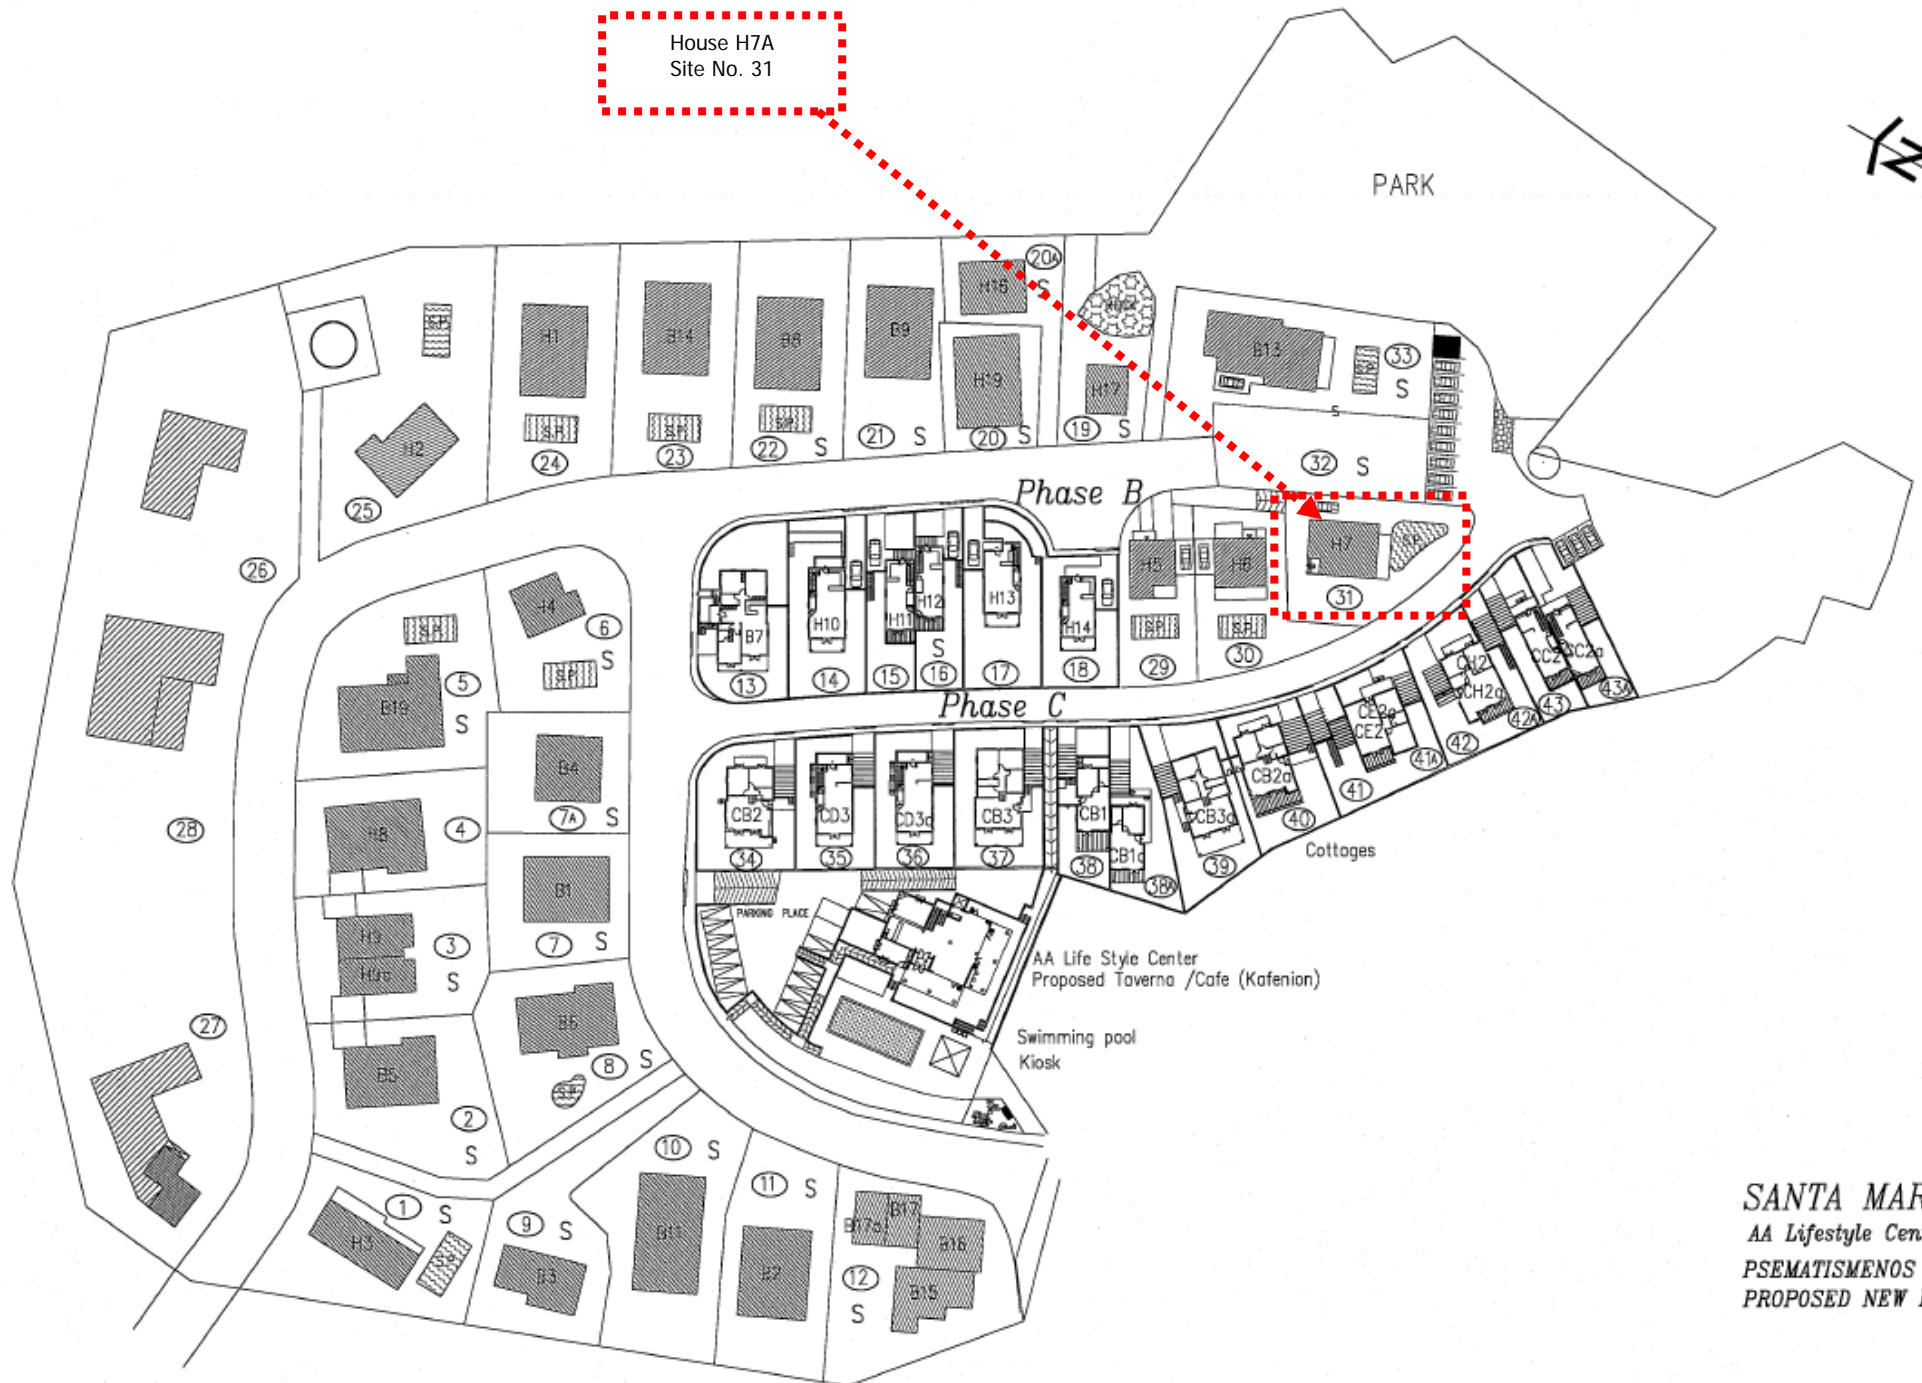 House H7A
Site No. 31
PARK
20A
H16
S
ROCK
S.P.
H1
B14
B8
B9
H19
H17
B13
S.P.
33
S
S
H2
S.P.
S.P.
S.P.
24
23
22
S
21
S
20
S
19
S
32
S
25
Phase B
26
H4
6
S
S.P.
S.P.
5
S
B19
B7
13
H10
14
H11
15
H12
S
16
H13
17
H14
18
H5
S.P.
29
H6
S.P.
30
H7
S.P.
31
Phase C
CH2
CH2a
CC2
CC2a
43A
43
42A
42
CE2a
CE2
41A
41
CB2a
40
CB3a
39
Cottages
B4
7A
S
28
H8
4
CB2
34
CD3
35
CD3a
36
CB3
37
CB1
38
CB1a
38A
B1
7
S
PARKING PLACE
H9
H9a
3
S
AA Life Style Center
Proposed Taverna /Cafe (Kafenion)
27
B6
8
S
S.P.
Swimming pool
Kiosk
B5
2
S
10
S
11
S
1
S
H3
S.P.
9
S
B3
B11
B2
B17a
B17
B16
B15
12
S
SANTA MAR
AA Lifestyle Cen
PSEMATISMENOS
PROPOSED NEW
N